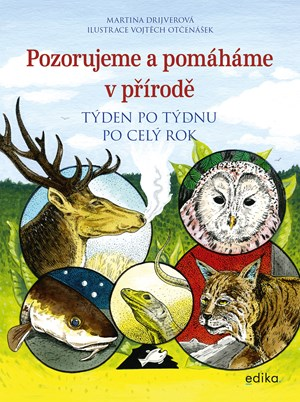 MARTINA DRIJVEROVÁ
ILUSTRACE VOJTĚCH OTČENÁŠEK
Pozorujeme a pomáháme
v přírodě
TÝDEN PO TÝDNU
PO CELÝ ROK
edika